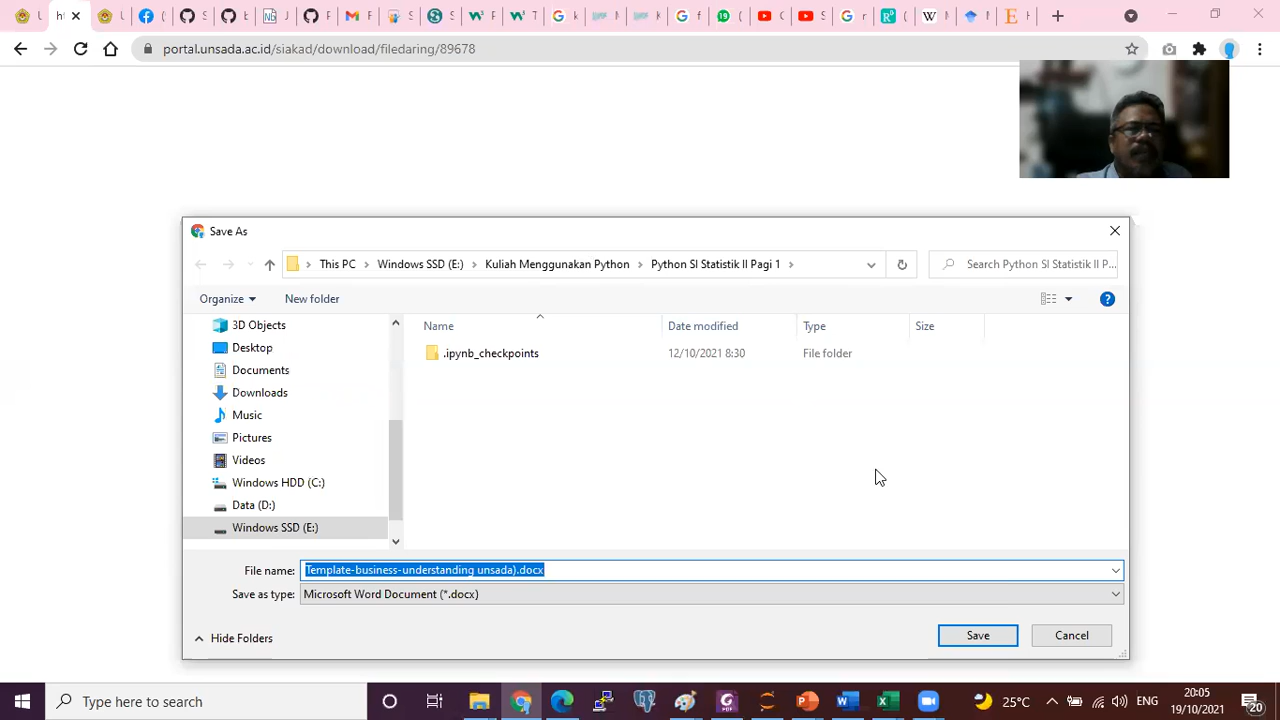 portal.unsada.ac.id/siakad/download/filedaring/89678
Save As
This PC > Windows SSD (E:) > Kuliah Menggunakan Python > Python SI Statistik II Pagi 1 >
Search Python SI Statistik II P...
Organize
New folder
Name
Date modified
Type
Size
.ipynb_checkpoints
12/10/2021 8:30
File folder
3D Objects
Desktop
Documents
Downloads
Music
Pictures
Videos
Windows HDD (C:)
Data (D:)
Windows SSD (E:)
File name:
Template-business-understanding unsada).docx
Save as type:
Microsoft Word Document (*.docx)
Hide Folders
Save
Cancel
Type here to search
25°C
ENG
20:05
19/10/2021
20